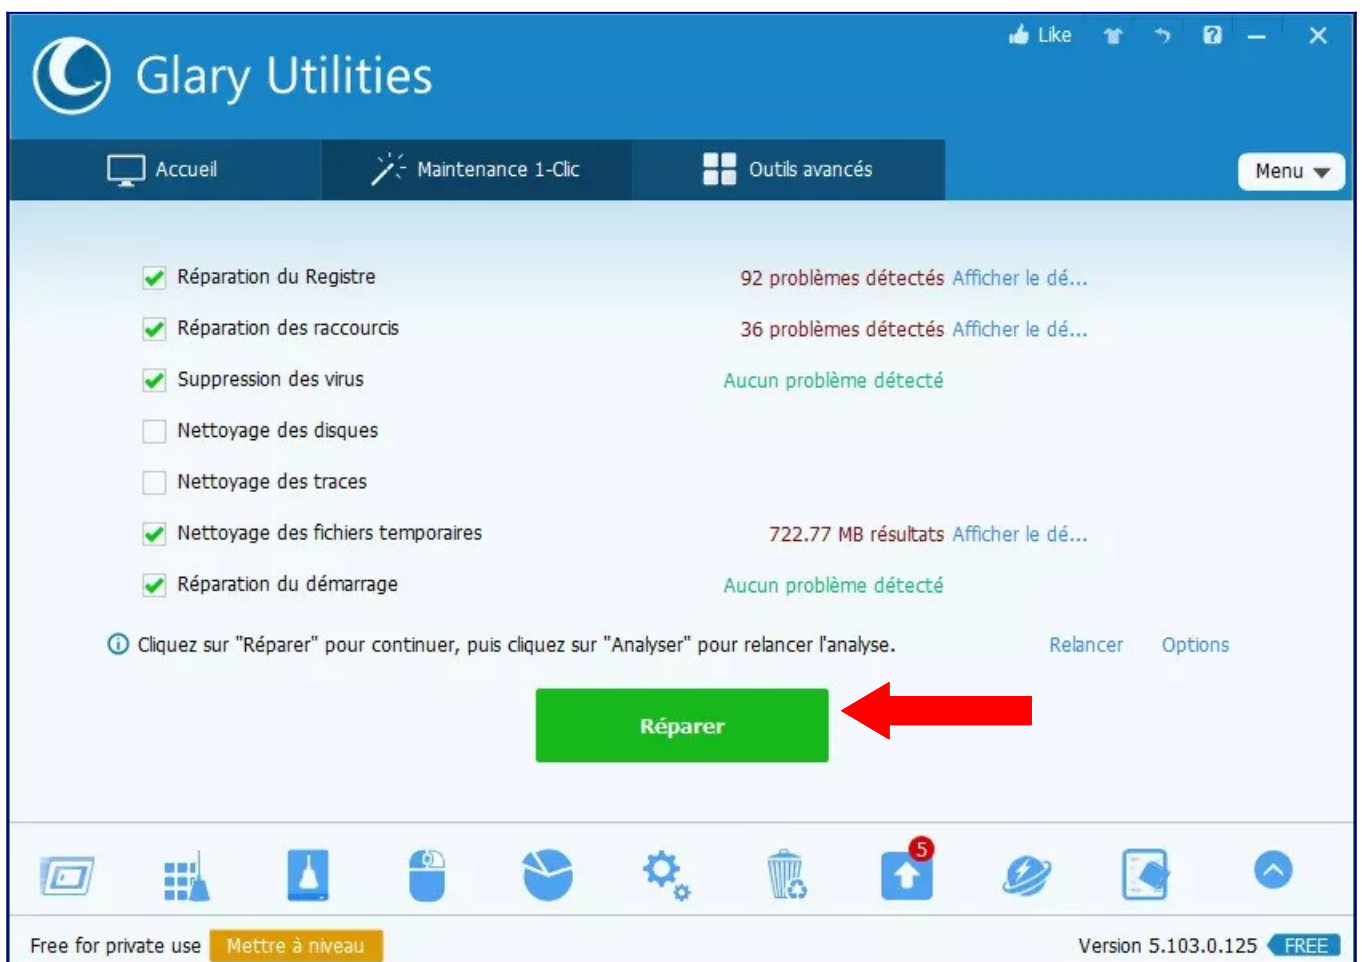 Like
Glary Utilities
Accueil
Maintenance 1-Clic
Outils avancés
Menu
Réparation du Registre 92 problèmes détectés Afficher le dé...
Réparation des raccourcis 36 problèmes détectés Afficher le dé...
Suppression des virus Aucun problème détecté
Nettoyage des disques
Nettoyage des traces
Nettoyage des fichiers temporaires 722.77 MB résultats Afficher le dé...
Réparation du démarrage Aucun problème détecté
Cliquez sur "Réparer" pour continuer, puis cliquez sur "Analyser" pour relancer l'analyse. Relancer Options
Réparer
5
Free for private use Mettre à niveau Version 5.103.0.125 FREE